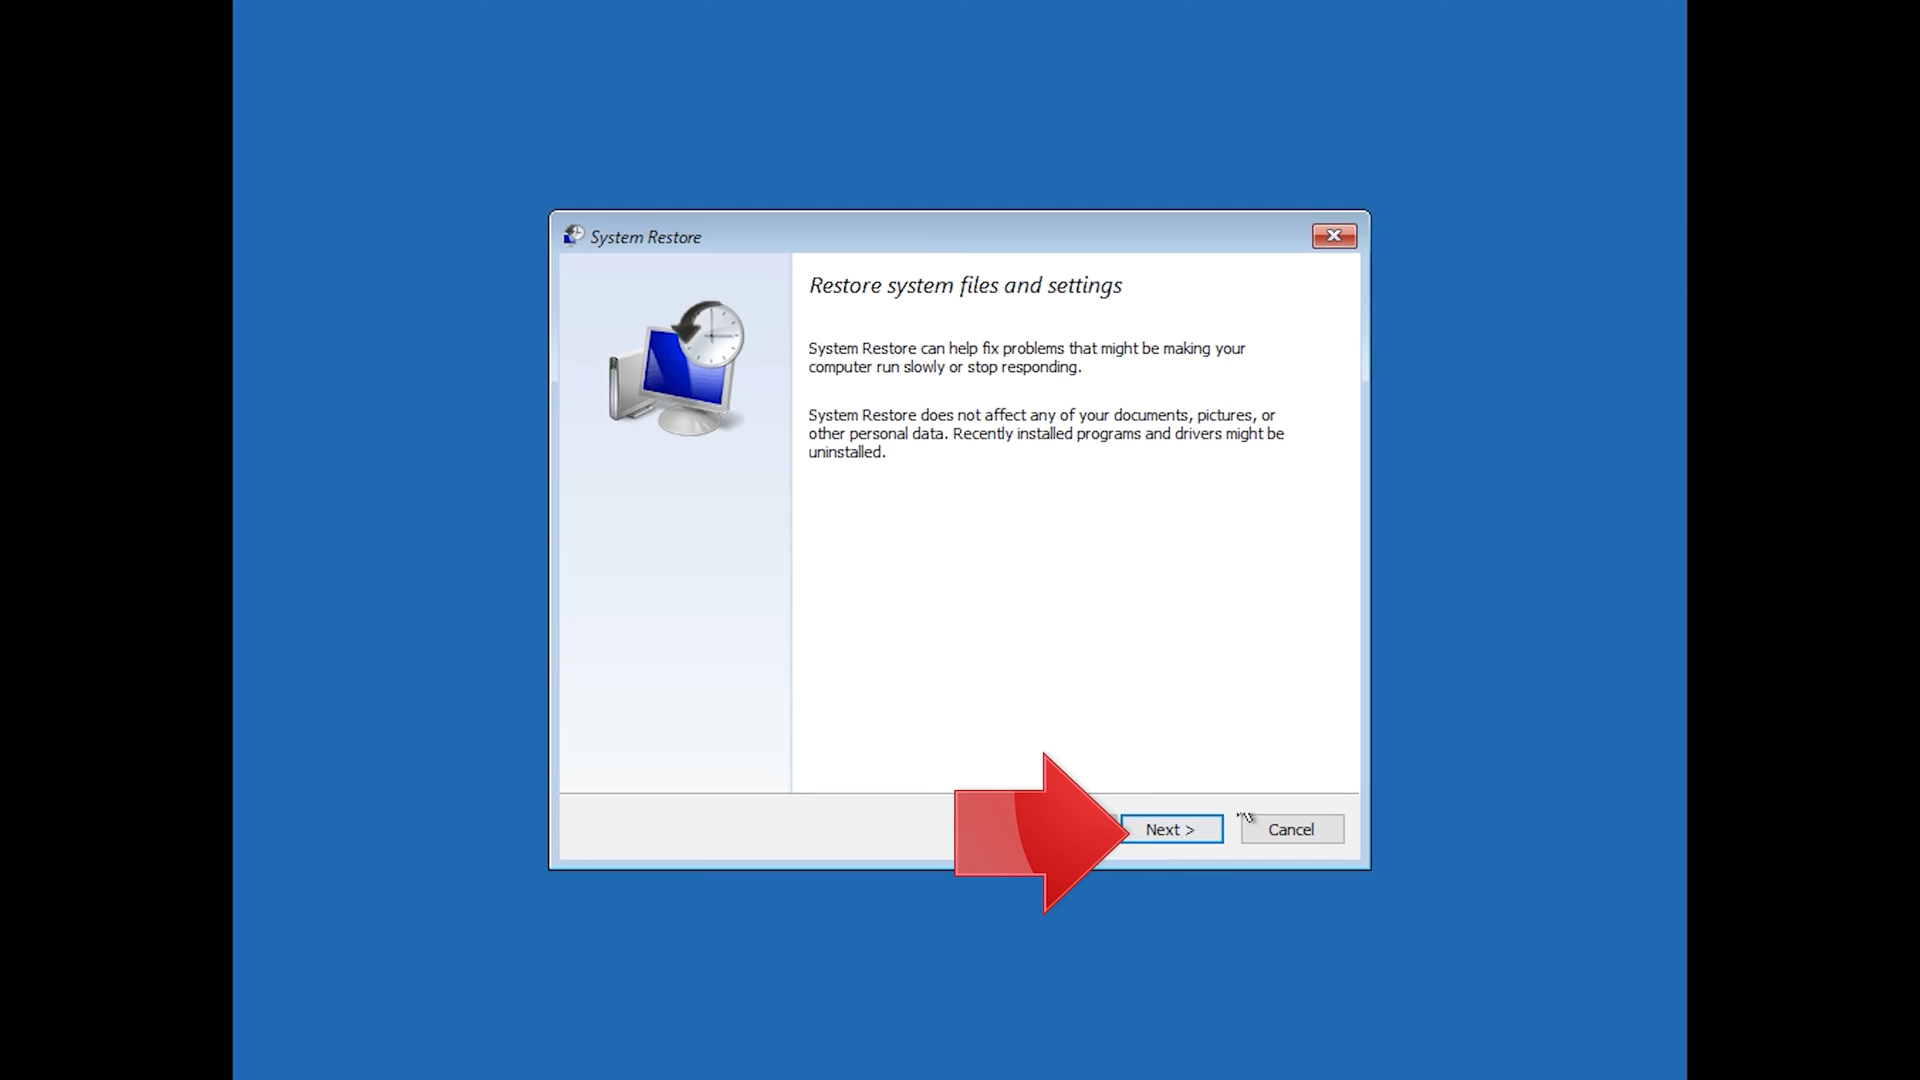 System Restore
Restore system files and settings
System Restore can help fix problems that might be making your
computer run slowly or stop responding.
System Restore does not affect any of your documents, pictures, or
other personal data. Recently installed programs and drivers might be
uninstalled.
Next >
Cancel